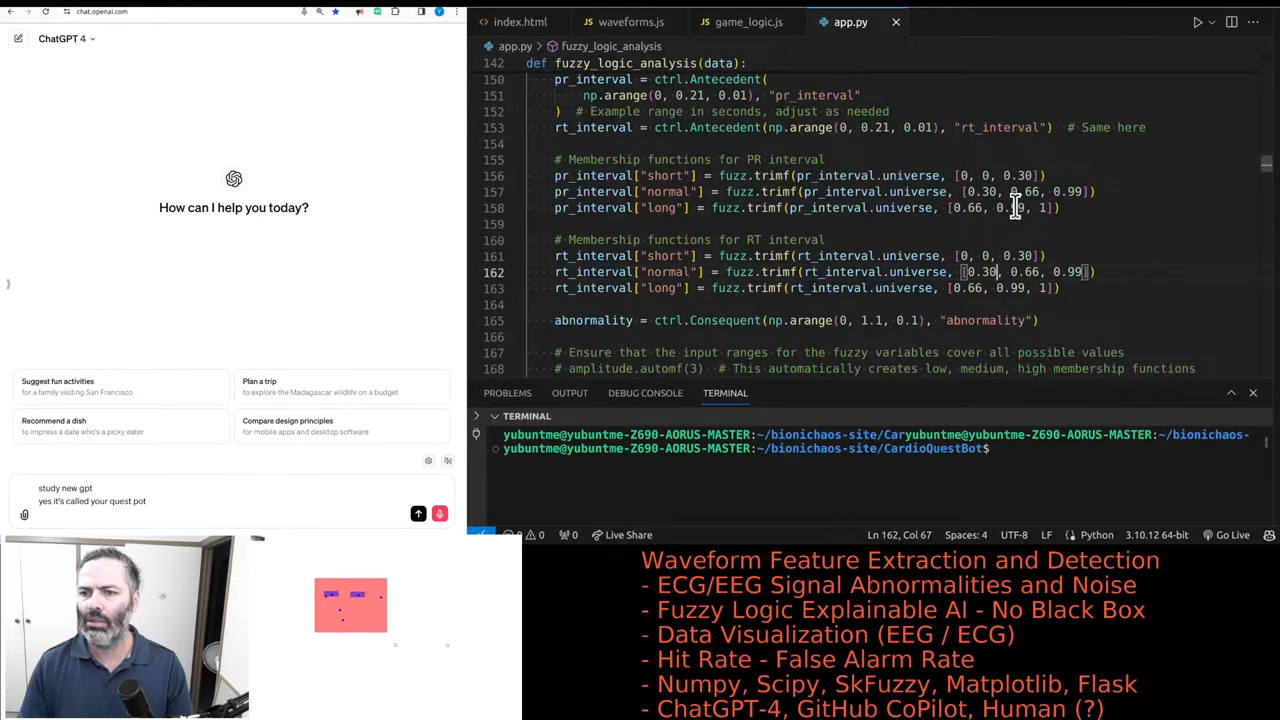 chat.openai.com
ChatGPT 4
How can I help you today?
Suggest fun activities
for a family visiting San Francisco
Plan a trip
to explore the Madagascar wildlife on a budget
Recommend a dish
to impress a date who's a picky eater
Compare design principles
for mobile apps and desktop software
study new gpt
yes it's called your quest pot
index.html
JS waveforms.js
JS game_logic.js
app.py
app.py > fuzzy_logic_analysis
142 def fuzzy_logic_analysis(data):
150 pr_interval = ctrl.Antecedent(
151 np.arange(0, 0.21, 0.01), "pr_interval"
152 ) # Example range in seconds, adjust as needed
153 rt_interval = ctrl.Antecedent(np.arange(0, 0.21, 0.01), "rt_interval") # Same here
154
155 # Membership functions for PR interval
156 pr_interval["short"] = fuzz.trimf(pr_interval.universe, [0, 0, 0.30])
157 pr_interval["normal"] = fuzz.trimf(pr_interval.universe, [0.30, 0.66, 0.99])
158 pr_interval["long"] = fuzz.trimf(pr_interval.universe, [0.66, 0.99, 1])
159
160 # Membership functions for RT interval
161 rt_interval["short"] = fuzz.trimf(rt_interval.universe, [0, 0, 0.30])
162 rt_interval["normal"] = fuzz.trimf(rt_interval.universe, [0.30, 0.66, 0.99])
163 rt_interval["long"] = fuzz.trimf(rt_interval.universe, [0.66, 0.99, 1])
164
165 abnormality = ctrl.Consequent(np.arange(0, 1.1, 0.1), "abnormality")
166
167 # Ensure that the input ranges for the fuzzy variables cover all possible values
168 # amplitude.automf(3) # This automatically creates low, medium, high membership functions
PROBLEMS OUTPUT DEBUG CONSOLE TERMINAL
TERMINAL
yubuntme@yubuntme-Z690-AORUS-MASTER:~/bionichaos-site/Caryubuntme@yubuntme-Z690-AORUS-MASTER:~/bionichaos-
yubuntme@yubuntme-Z690-AORUS-MASTER:~/bionichaos-site/CardioQuestBot$
0 0 Live Share Ln 162, Col 67 Spaces: 4 UTF-8 LF Python 3.10.12 64-bit Go Live
Waveform Feature Extraction and Detection
- ECG/EEG Signal Abnormalities and Noise
- Fuzzy Logic Explainable AI - No Black Box
- Data Visualization (EEG / ECG)
- Hit Rate - False Alarm Rate
- Numpy, Scipy, SkFuzzy, Matplotlib, Flask
- ChatGPT-4, GitHub CoPilot, Human (?)